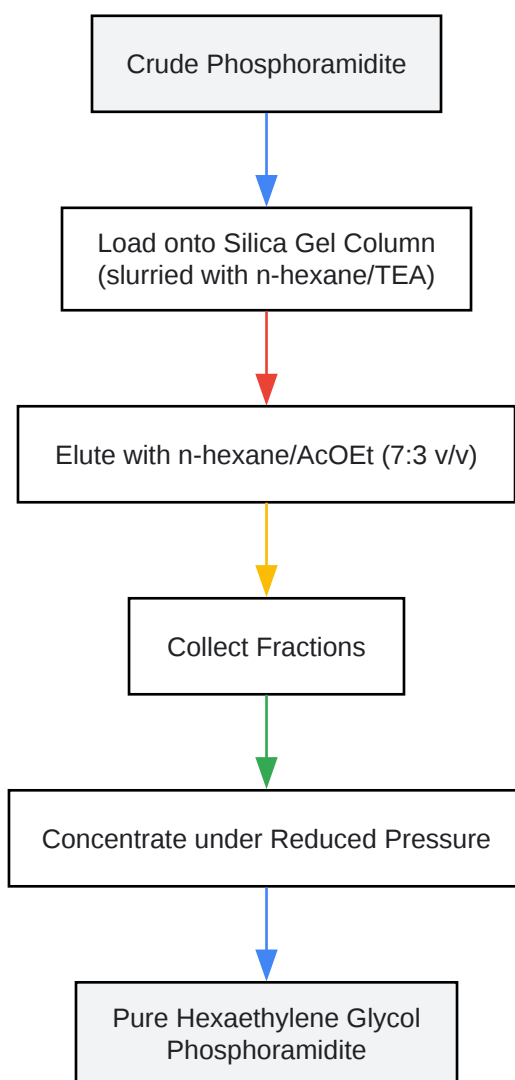 Crude Phosphoramidite
Load onto Silica Gel Column
(slurried with n-hexane/TEA)
Elute with n-hexane/AcOEt (7:3 v/v)
Collect Fractions
Concentrate under Reduced Pressure
Pure Hexaethylene Glycol
Phosphoramidite